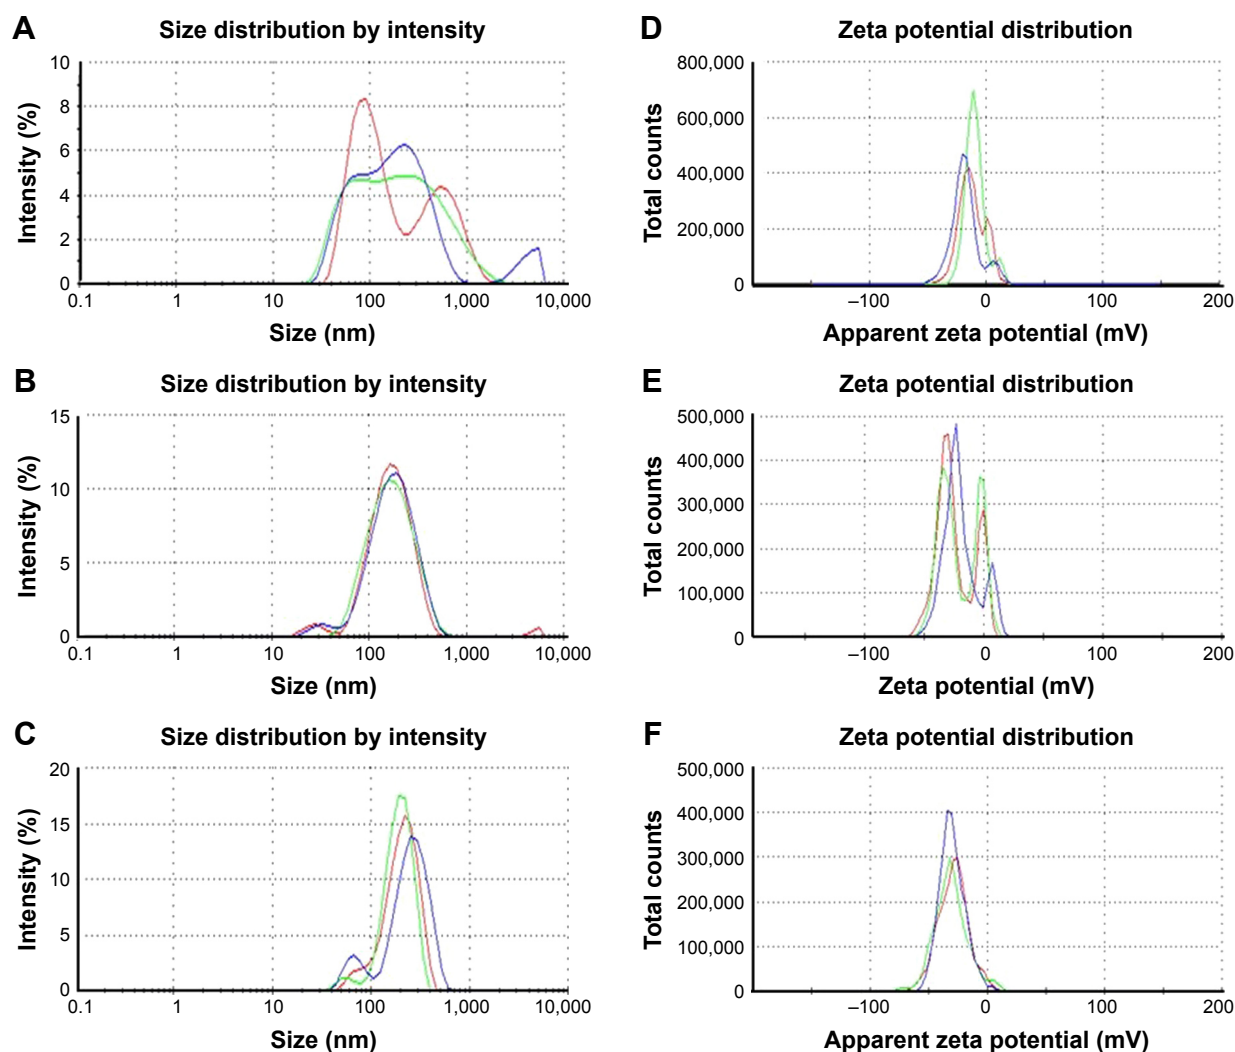 A
Size distribution by intensity
Intensity (%)
10
8
6
4
2
0
0.1 1 10 100 1,000 10,000
Size (nm)
D
Zeta potential distribution
Total counts
800,000
600,000
400,000
200,000
0
–100 0 100 200
Apparent zeta potential (mV)
B
Size distribution by intensity
Intensity (%)
15
10
5
0
0.1 1 10 100 1,000 10,000
Size (nm)
E
Zeta potential distribution
Total counts
500,000
400,000
300,000
200,000
100,000
0
–100 0 100 200
Zeta potential (mV)
C
Size distribution by intensity
Intensity (%)
20
15
10
5
0
0.1 1 10 100 1,000 10,000
Size (nm)
F
Zeta potential distribution
Total counts
500,000
400,000
300,000
200,000
100,000
0
–100 0 100 200
Apparent zeta potential (mV)